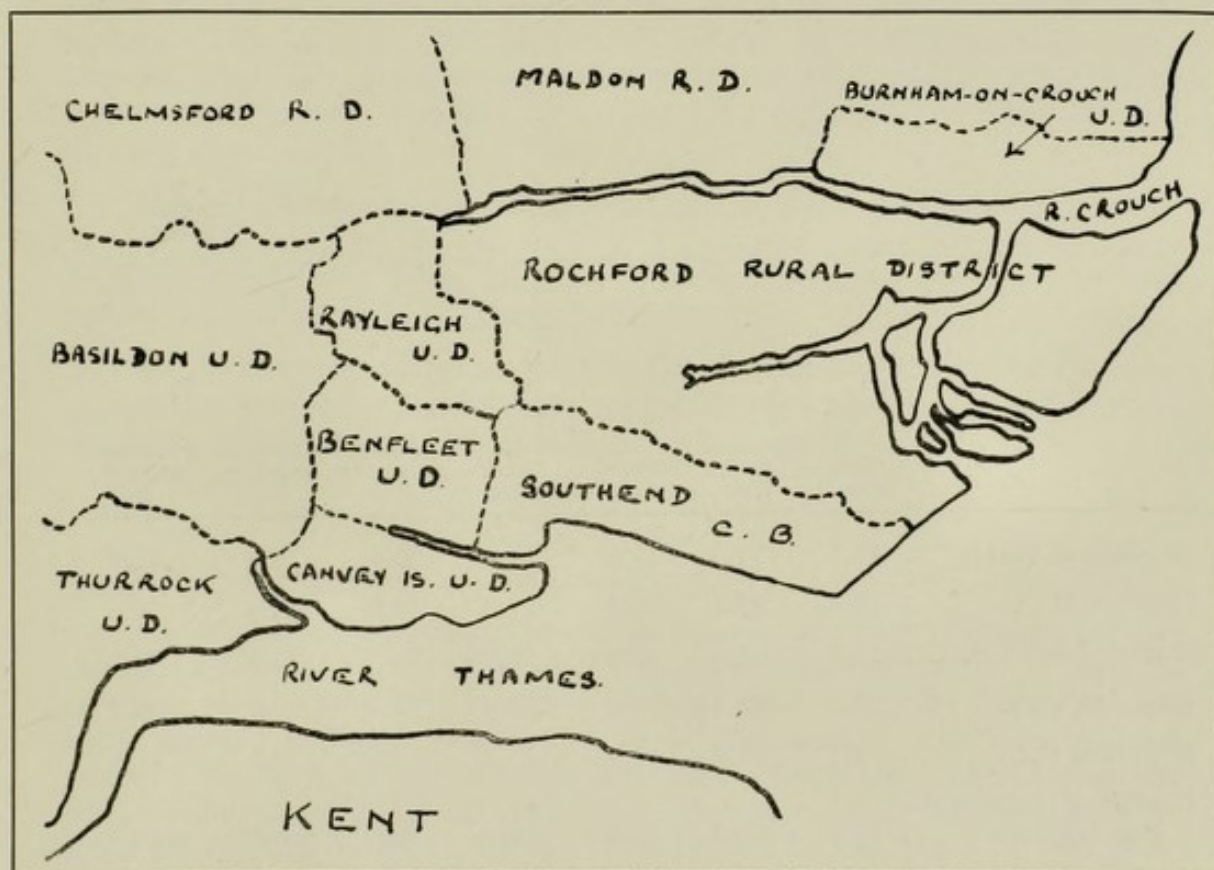 MALDON R. D.
CHELMSFORD R. D.
BURNHAM-ON-CROUCH
U. D.
R. CROUCH
ROCHFORD RURAL DISTRICT
RAYLEIGH
U. D.
BASILDON U. D.
BENFLEET
U. D.
SOUTHEND
C. B.
CANVEY IS. U. D.
THURROCK
U. D.
RIVER THAMES.
KENT